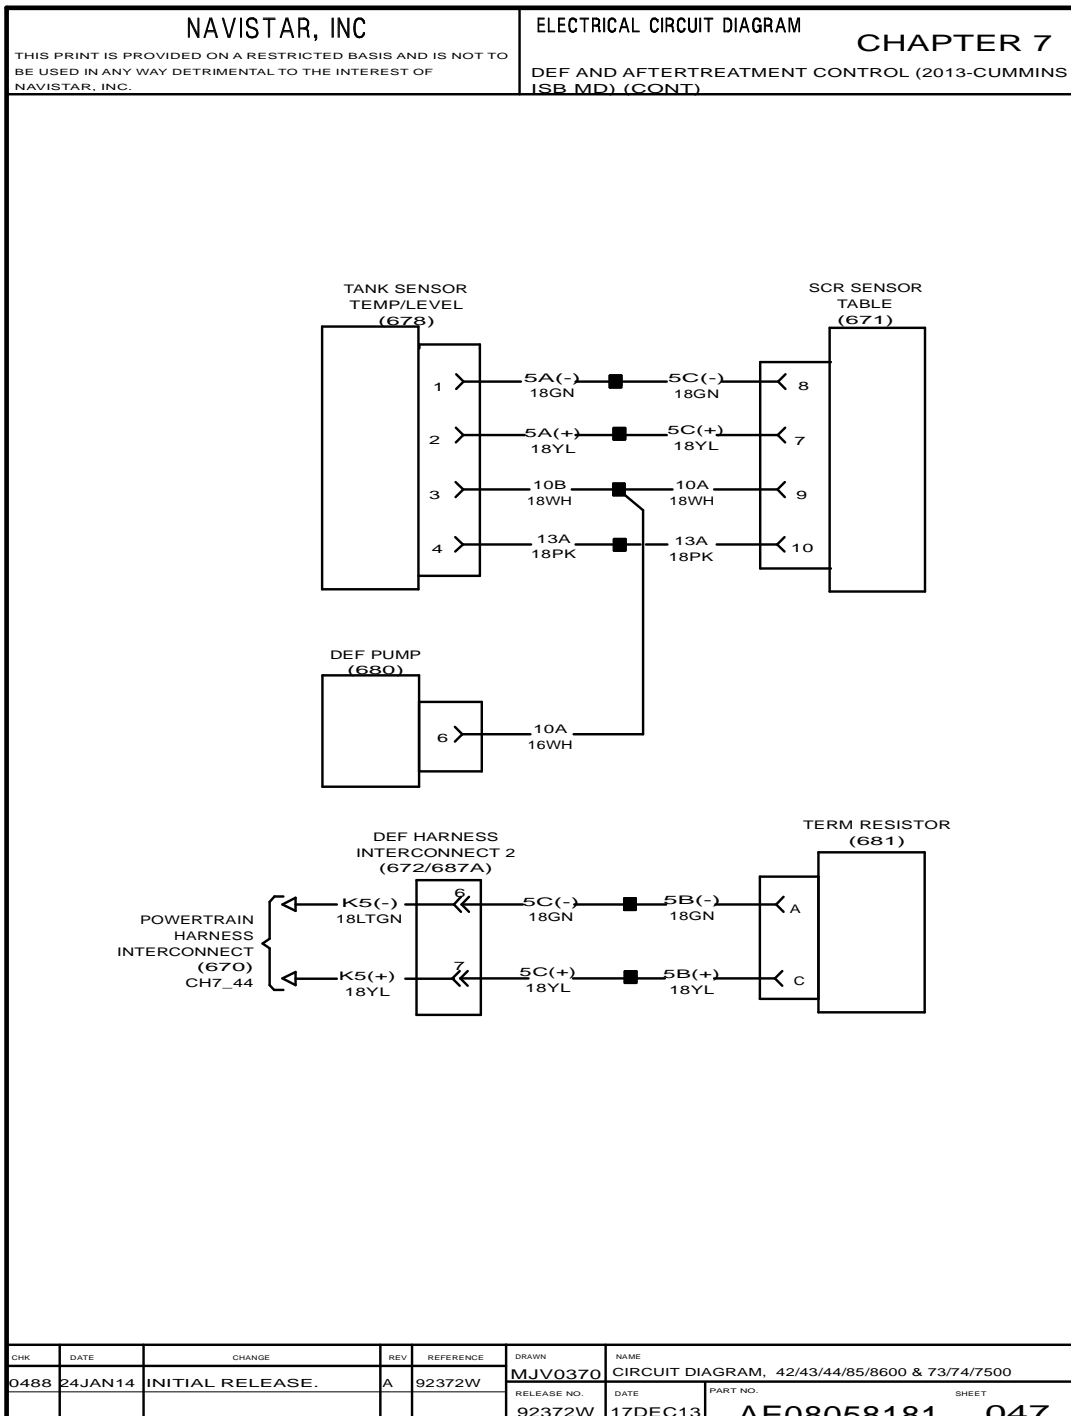 NAVISTAR, INC
THIS PRINT IS PROVIDED ON A RESTRICTED BASIS AND IS NOT TO
BE USED IN ANY WAY DETRIMENTAL TO THE INTEREST OF
NAVISTAR, INC.
ELECTRICAL CIRCUIT DIAGRAM
CHAPTER 7
DEF AND AFTERTREATMENT CONTROL (2013-CUMMINS
ISB MD) (CONT)
TANK SENSOR
TEMP/LEVEL
(678)
SCR SENSOR
TABLE
(671)
1 5A(-) 5C(-) 8
18GN 18GN
2 5A(+) 5C(+) 7
18YL 18YL
3 10B 10A 9
18WH 18WH
4 13A 13A 10
18PK 18PK
DEF PUMP
(680)
6 10A
16WH
DEF HARNESS
INTERCONNECT 2
(672/687A)
TERM RESISTOR
(681)
POWERTRAIN
HARNESS
INTERCONNECT
(670)
CH7_44
K5(-) 6 5C(-) 5B(-) A
18LTGN 18GN 18GN
K5(+) 7 5C(+) 5B(+) C
18YL 18YL 18YL
CHK DATE CHANGE REV REFERENCE
0488 24JAN14 INITIAL RELEASE. A 92372W
DRAWN
MJV0370
NAME
CIRCUIT DIAGRAM, 42/43/44/85/8600 & 73/74/7500
RELEASE NO. DATE PART NO. SHEET
92372W 17DEC13 AE08058181 047